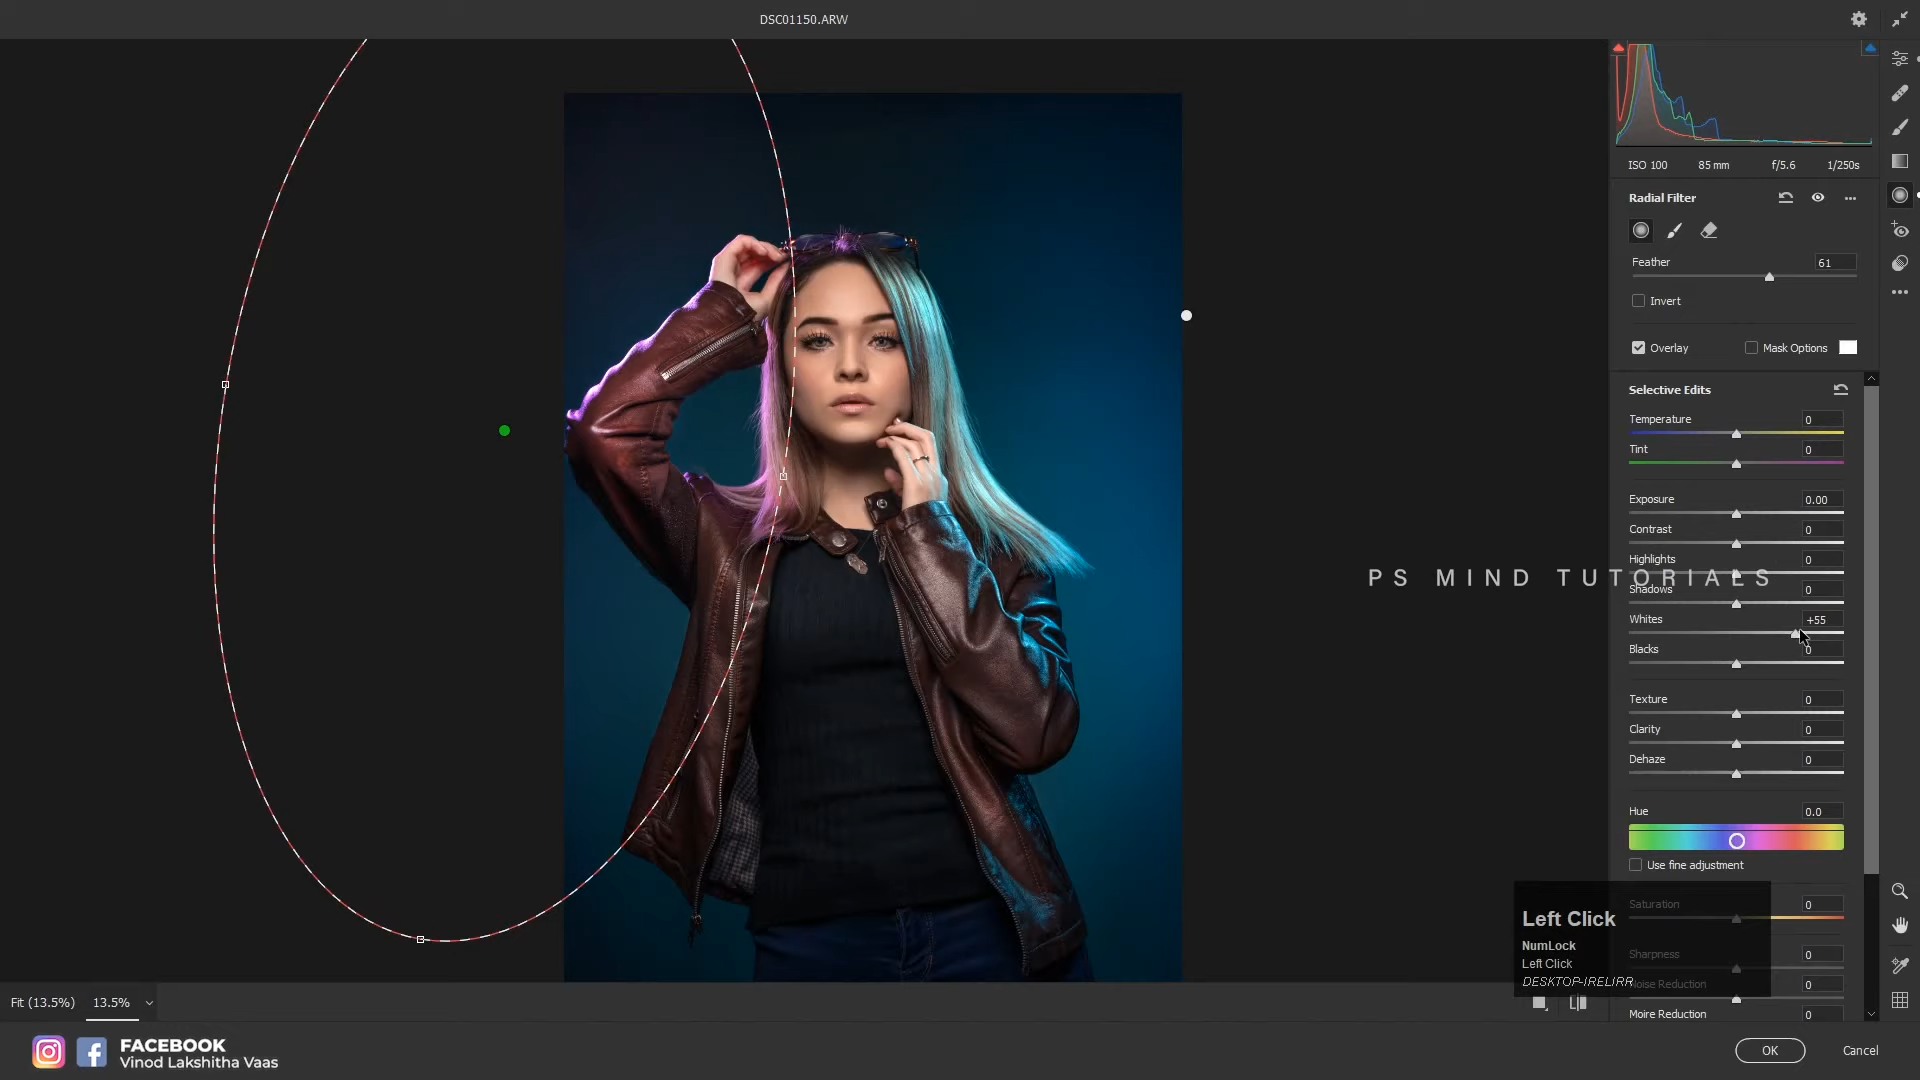 DSC01150.ARW
ISO 100 85 mm f/5.6 1/250s
Radial Filter
Feather 61
Invert
Overlay Mask Options
Selective Edits
Temperature 0
Tint 0
Exposure 0.00
Contrast 0
Highlights 0
PS MIND TUTORIALS
Shadows 0
Whites +55
Blacks 0
Texture 0
Clarity 0
Dehaze 0
Hue 0.0
Use fine adjustment
Saturation 0
Left Click
NumLock
Sharpness 0
Left Click
DESKTOP-IRELIRR
Noise Reduction 0
Moire Reduction 0
Fit (13.5%) 13.5%
FACEBOOK
Vinod Lakshitha Vaas
OK Cancel